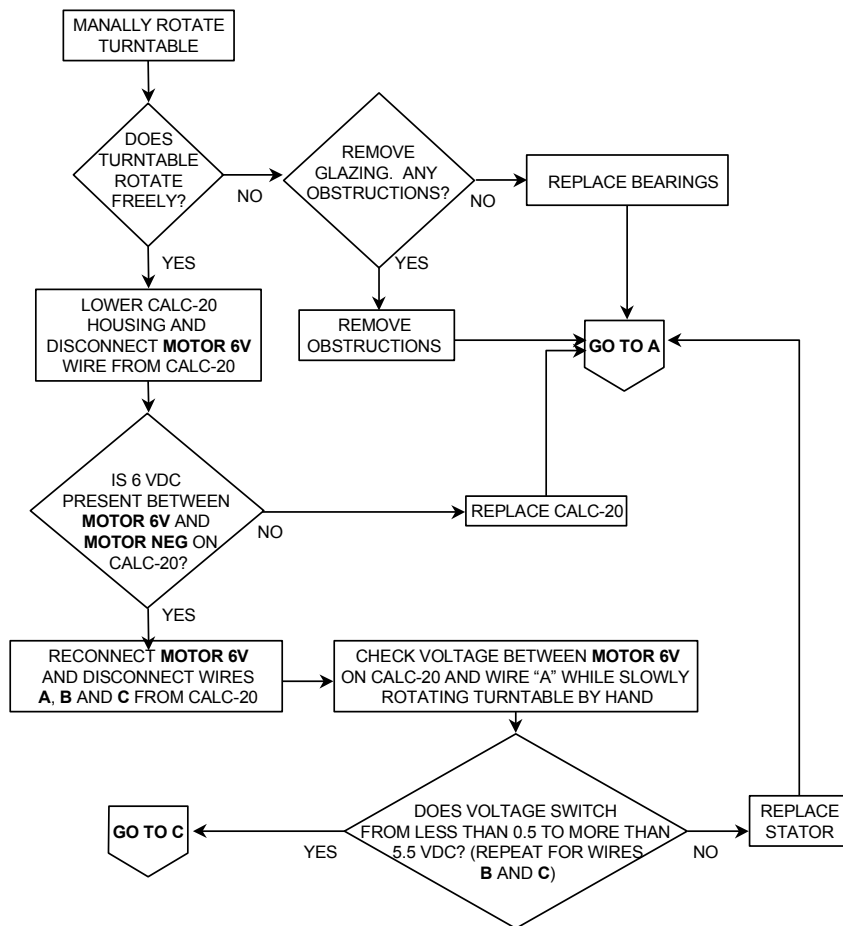 MANALLY ROTATE
TURNTABLE
DOES
TURNTABLE
ROTATE
FREELY?
NO
YES
REMOVE
GLAZING. ANY
OBSTRUCTIONS?
NO
YES
REPLACE BEARINGS
LOWER CALC-20
HOUSING AND
DISCONNECT MOTOR 6V
WIRE FROM CALC-20
REMOVE
OBSTRUCTIONS
GO TO A
IS 6 VDC
PRESENT BETWEEN
MOTOR 6V AND
MOTOR NEG ON
CALC-20?
NO
YES
REPLACE CALC-20
RECONNECT MOTOR 6V
AND DISCONNECT WIRES
A, B AND C FROM CALC-20
CHECK VOLTAGE BETWEEN MOTOR 6V
ON CALC-20 AND WIRE “A” WHILE SLOWLY
ROTATING TURNTABLE BY HAND
DOES VOLTAGE SWITCH
FROM LESS THAN 0.5 TO MORE THAN
5.5 VDC? (REPEAT FOR WIRES
B AND C)
YES
NO
GO TO C
REPLACE
STATOR